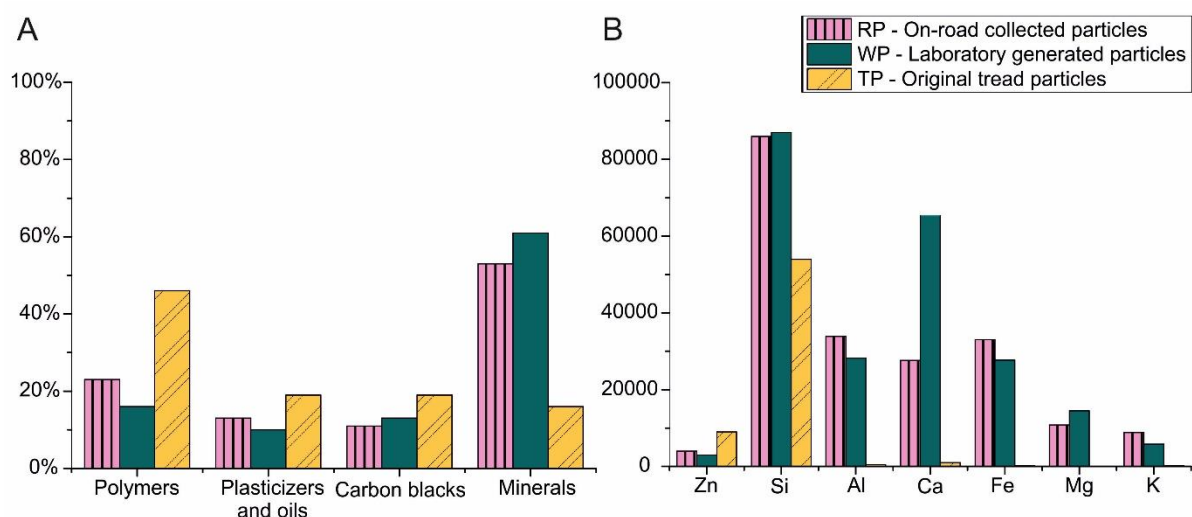 A
100%
80%
60%
40%
20%
0%
Polymers
Plasticizers
and oils
Carbon blacks
Minerals
B
RP - On-road collected particles
WP - Laboratory generated particles
TP - Original tread particles
100000
80000
60000
40000
20000
0
Zn
Si
Al
Ca
Fe
Mg
K